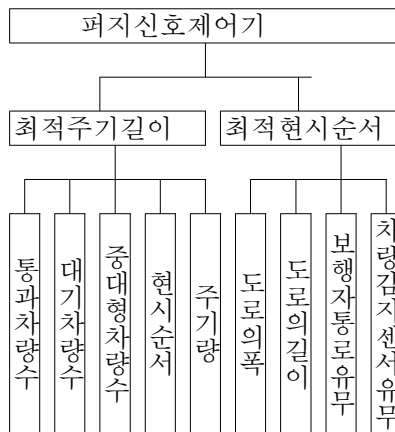 퍼지신호제어기
최적주기길이
최적현시순서
통과차량수
대기차량수
중대형차량수
현시순서
주기량
도로의폭
도로의길이
보행자통로유무
차량감지센서유무